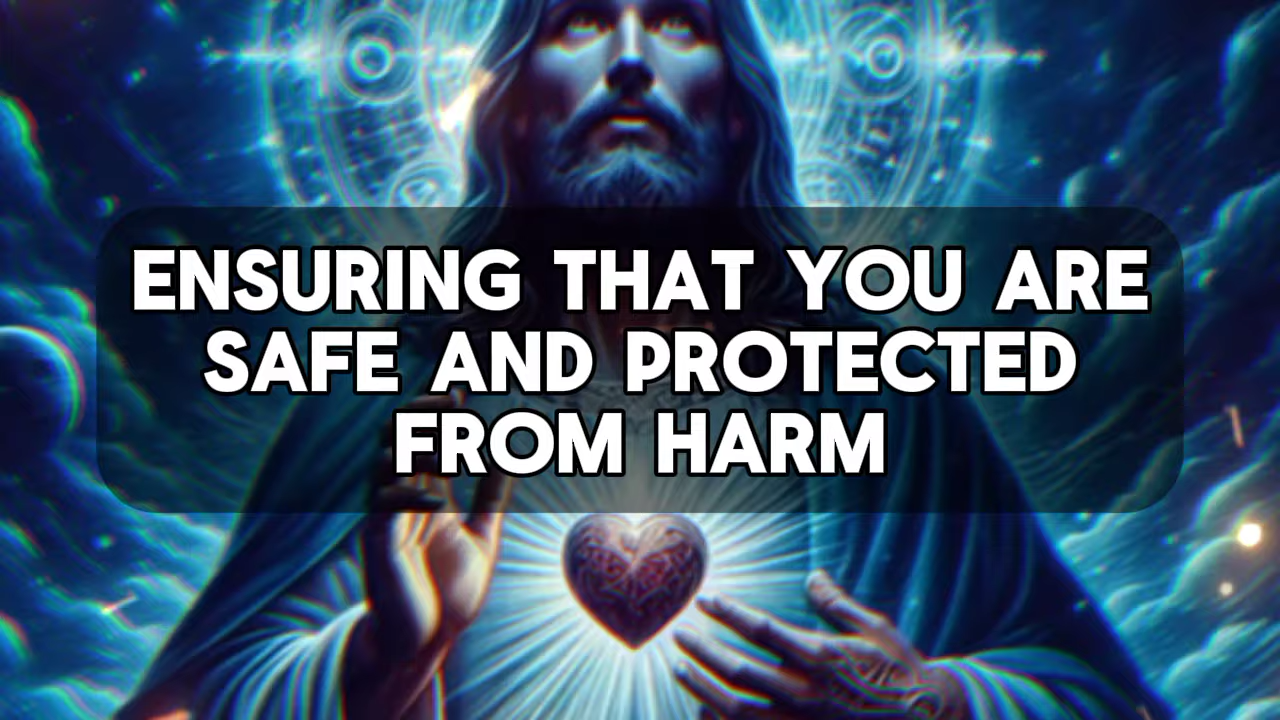 ENSURING THAT YOU ARE
SAFE AND PROTECTED
FROM HARM